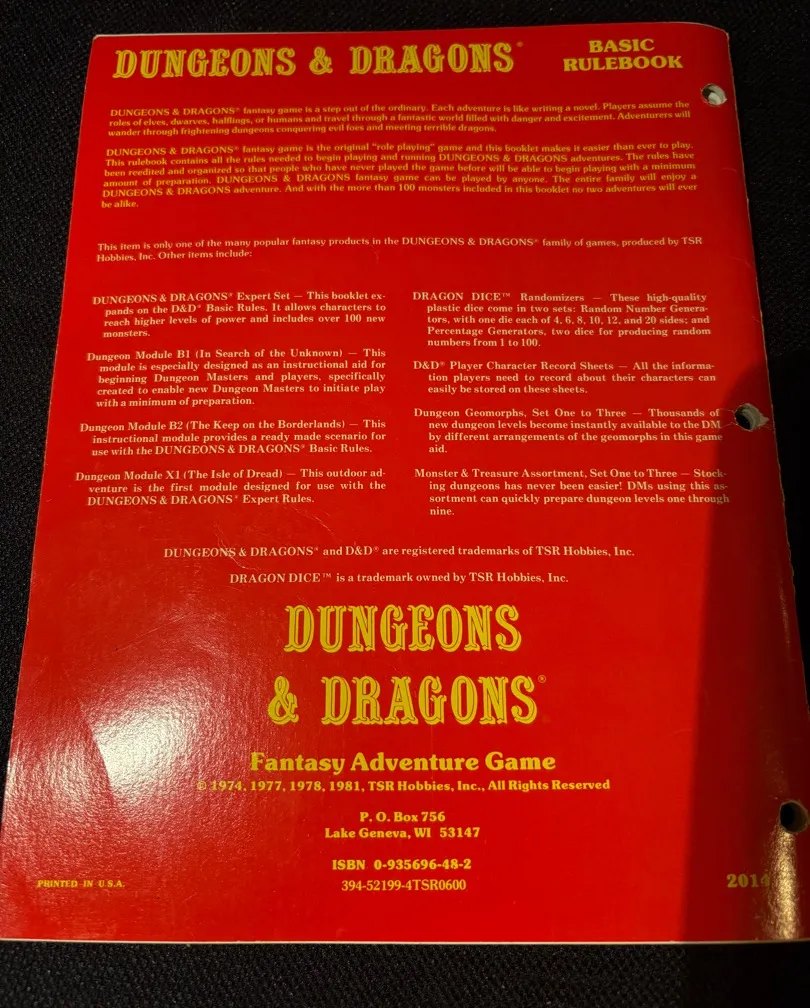 DUNGEONS & DRAGONS®
BASIC
RULEBOOK
DUNGEONS & DRAGONS® fantasy game is a step out of the ordinary. Each adventure is like writing a novel. Players assume the
roles of elves, dwarves, halflings, or humans and travel through a fantastic world filled with danger and excitement. Adventurers will
wander through frightening dungeons conquering evil foes and meeting terrible dragons.
DUNGEONS & DRAGONS® fantasy game is the original "role playing" game and this booklet makes it easier than ever to play.
This rulebook contains all the rules needed to begin playing and running DUNGEONS & DRAGONS® adventures. The rules have
been reedited and organized so that people who have never played the game before will be able to begin playing with a minimum
amount of preparation. DUNGEONS & DRAGONS® fantasy game can be played by anyone. The entire family will enjoy a
DUNGEONS & DRAGONS® adventure. And with the more than 100 monsters included in this booklet no two adventures will ever
be alike.
This item is only one of the many popular fantasy products in the DUNGEONS & DRAGONS® family of games, produced by TSR
Hobbies, Inc. Other items include:
DUNGEONS & DRAGONS® Expert Set — This booklet ex-
pands on the D&D® Basic Rules. It allows characters to
reach higher levels of power and includes over 100 new
monsters.
Dungeon Module B1 (In Search of the Unknown) — This
module is especially designed as an instructional aid for
beginning Dungeon Masters and players, specifically
created to enable new Dungeon Masters to initiate play
with a minimum of preparation.
Dungeon Module B2 (The Keep on the Borderlands) — This
instructional module provides a ready made scenario for
use with the DUNGEONS & DRAGONS® Basic Rules.
Dungeon Module X1 (The Isle of Dread) — This outdoor ad-
venture is the first module designed for use with the
DUNGEONS & DRAGONS® Expert Rules.
DRAGON DICE™ Randomizers — These high-quality
plastic dice come in two sets: Random Number Genera-
tors, with one die each of 4, 6, 8, 10, 12, and 20 sides; and
Percentage Generators, two dice for producing random
numbers from 1 to 100.
D&D® Player Character Record Sheets — All the informa-
tion players need to record about their characters can
easily be stored on these sheets.
Dungeon Geomorphs, Set One to Three — Thousands of
new dungeon levels become instantly available to the DM
by different arrangements of the geomorphs in this game
aid.
Monster & Treasure Assortment, Set One to Three — Stock-
ing dungeons has never been easier! DMs using this as-
sortment can quickly prepare dungeon levels one through
nine.
DUNGEONS & DRAGONS® and D&D® are registered trademarks of TSR Hobbies, Inc.
DRAGON DICE™ is a trademark owned by TSR Hobbies, Inc.
DUNGEONS
& DRAGONS®
Fantasy Adventure Game
© 1974, 1977, 1978, 1981, TSR Hobbies, Inc., All Rights Reserved
P. O. Box 756
Lake Geneva, WI 53147
ISBN 0-935696-48-2
394-52199-4TSR0600
PRINTED IN U.S.A.
2014